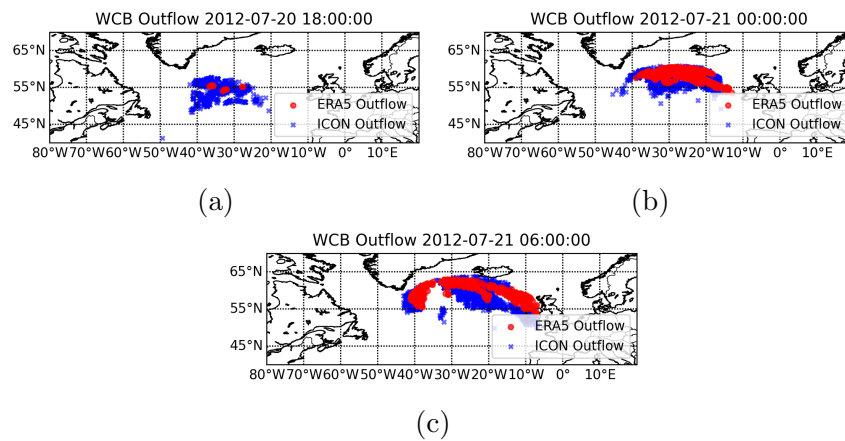 WCB Outflow 2012-07-20 18:00:00
65°N
55°N
45°N
ERA5 Outflow
ICON Outflow
80°W70°W60°W50°W40°W30°W20°W10°W 0° 10°E
(a)
WCB Outflow 2012-07-21 00:00:00
65°N
55°N
45°N
ERA5 Outflow
ICON Outflow
80°W70°W60°W50°W40°W30°W20°W10°W 0° 10°E
(b)
WCB Outflow 2012-07-21 06:00:00
65°N
55°N
45°N
ERA5 Outflow
ICON Outflow
80°W70°W60°W50°W40°W30°W20°W10°W 0° 10°E
(c)